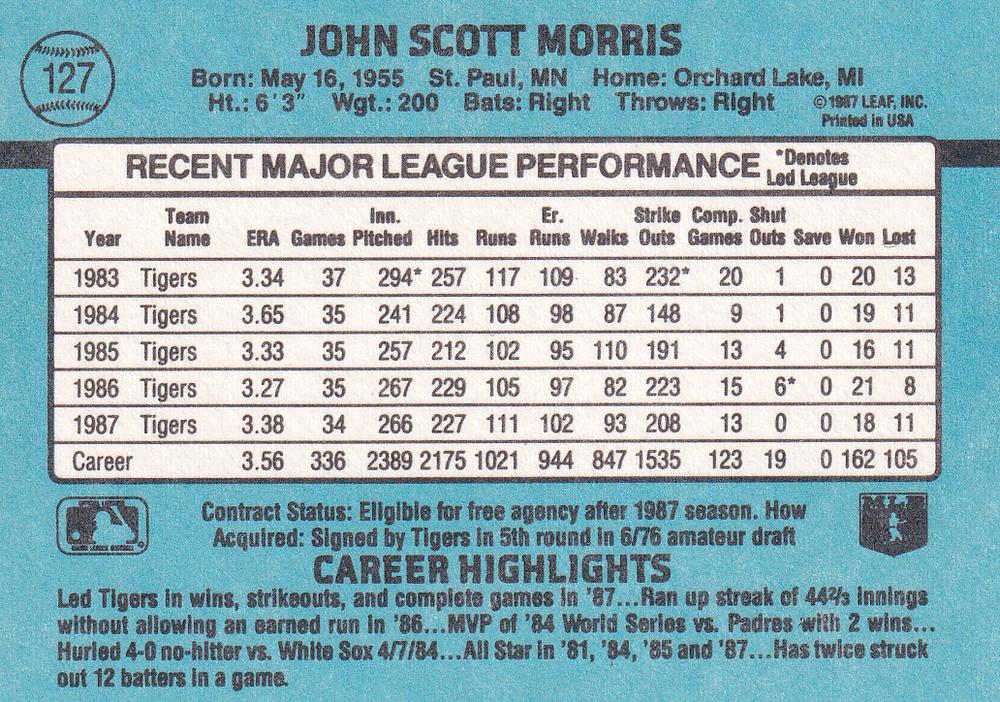 JOHN SCOTT MORRIS
127
Born: May 16, 1955 St. Paul, MN Home: Orchard Lake, MI
Ht.: 6'3" Wgt.: 200 Bats: Right Throws: Right
©1987 LEAF, INC.
Printed in USA
RECENT MAJOR LEAGUE PERFORMANCE *Denotes Led League
Year Team Name ERA Games Inn. Pitched Hits Runs Er. Runs Walks Strike Outs Comp. Games Shut Outs Save Won Lost
1983 Tigers 3.34 37 294* 257 117 109 83 232* 20 1 0 20 13
1984 Tigers 3.65 35 241 224 108 98 87 148 9 1 0 19 11
1985 Tigers 3.33 35 257 212 102 95 110 191 13 4 0 16 11
1986 Tigers 3.27 35 267 229 105 97 82 223 15 6* 0 21 8
1987 Tigers 3.38 34 266 227 111 102 93 208 13 0 0 18 11
Career 3.56 336 2389 2175 1021 944 847 1535 123 19 0 162 105
Contract Status: Eligible for free agency after 1987 season. How
Acquired: Signed by Tigers in 5th round in 6/76 amateur draft
MAJOR LEAGUE BASEBALL
CAREER HIGHLIGHTS
Led Tigers in wins, strikeouts, and complete games in '87...Ran up streak of 44⅔ innings
without allowing an earned run in '86...MVP of '84 World Series vs. Padres with 2 wins...
Hurled 4-0 no-hitter vs. White Sox 4/7/84...All Star in '81, '84, '85 and '87...Has twice struck
out 12 batters in a game.